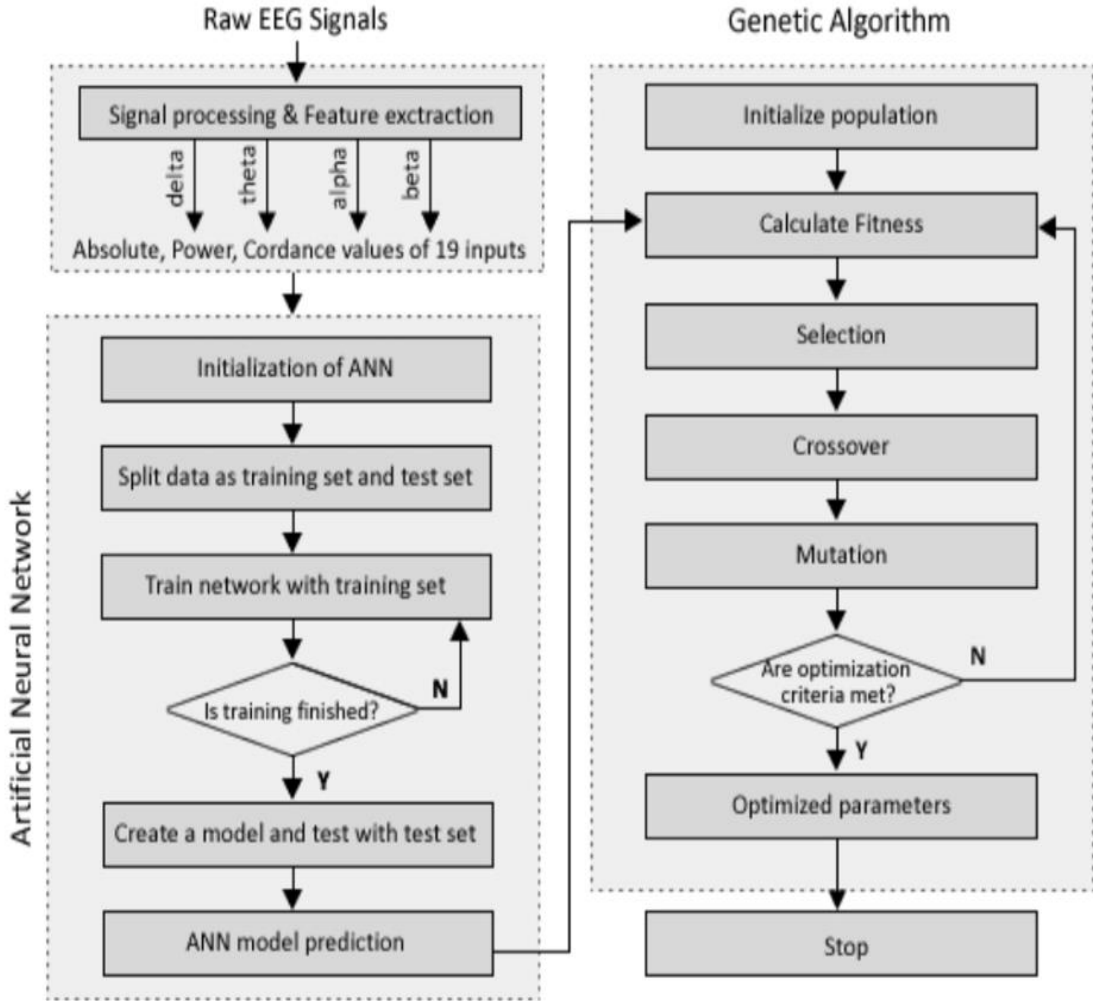 Raw EEG Signals
Signal processing & Feature exctraction
delta
theta
alpha
beta
Absolute, Power, Cordance values of 19 inputs
Artificial Neural Network
Initialization of ANN
Split data as training set and test set
Train network with training set
Is training finished?
N
Y
Create a model and test with test set
ANN model prediction
Genetic Algorithm
Initialize population
Calculate Fitness
Selection
Crossover
Mutation
Are optimization
criteria met?
N
Y
Optimized parameters
Stop